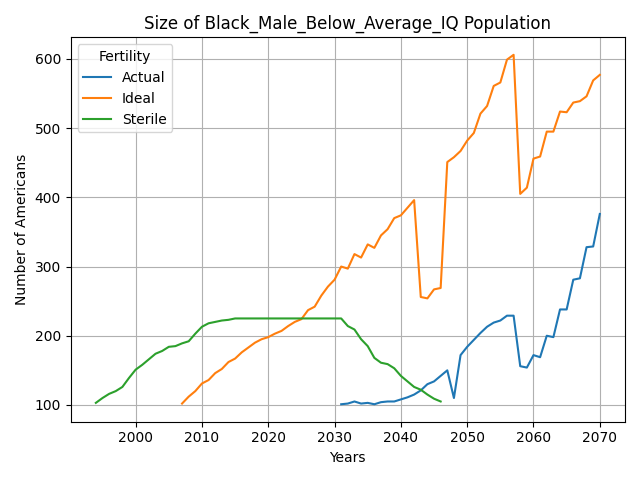 Size of Black_Male_Below_Average_IQ Population
Fertility
Actual
Ideal
Sterile
Number of Americans
600
500
400
300
200
100
2000 2010 2020 2030 2040 2050 2060 2070
Years